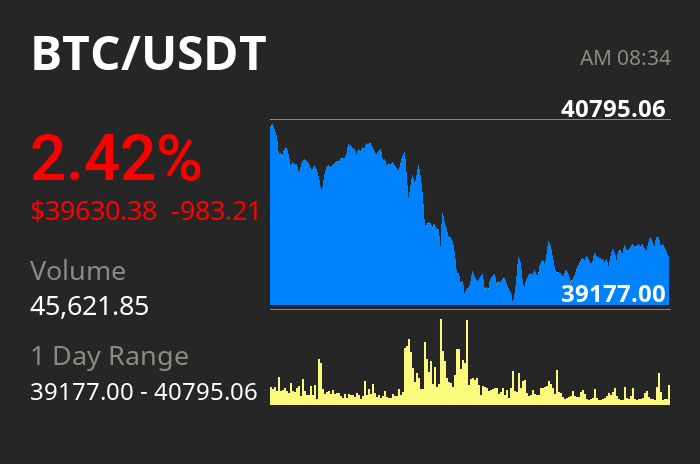 BTC/USDT
AM 08:34
40795.06
2.42%
$39630.38 -983.21
Volume
45,621.85
39177.00
1 Day Range
39177.00 - 40795.06